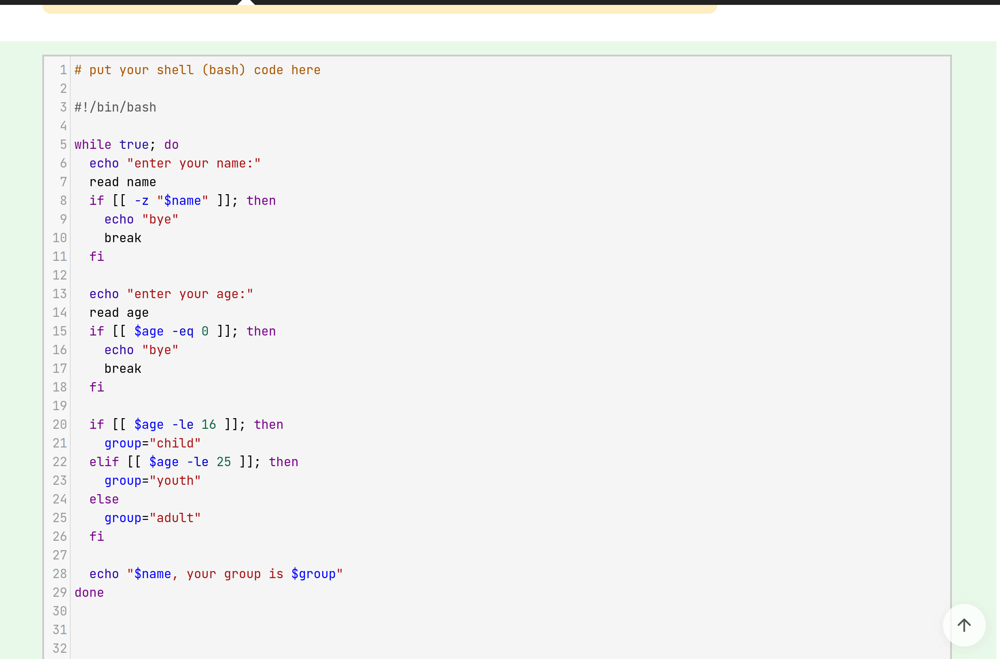 1 # put your shell (bash) code here
2
3 #!/bin/bash
4
5 while true; do
6   echo "enter your name:"
7   read name
8   if [[ -z "$name" ]]; then
9     echo "bye"
10     break
11   fi
12
13   echo "enter your age:"
14   read age
15   if [[ $age -eq 0 ]]; then
16     echo "bye"
17     break
18   fi
19
20   if [[ $age -le 16 ]]; then
21     group="child"
22   elif [[ $age -le 25 ]]; then
23     group="youth"
24   else
25     group="adult"
26   fi
27
28   echo "$name, your group is $group"
29 done
30
31
32